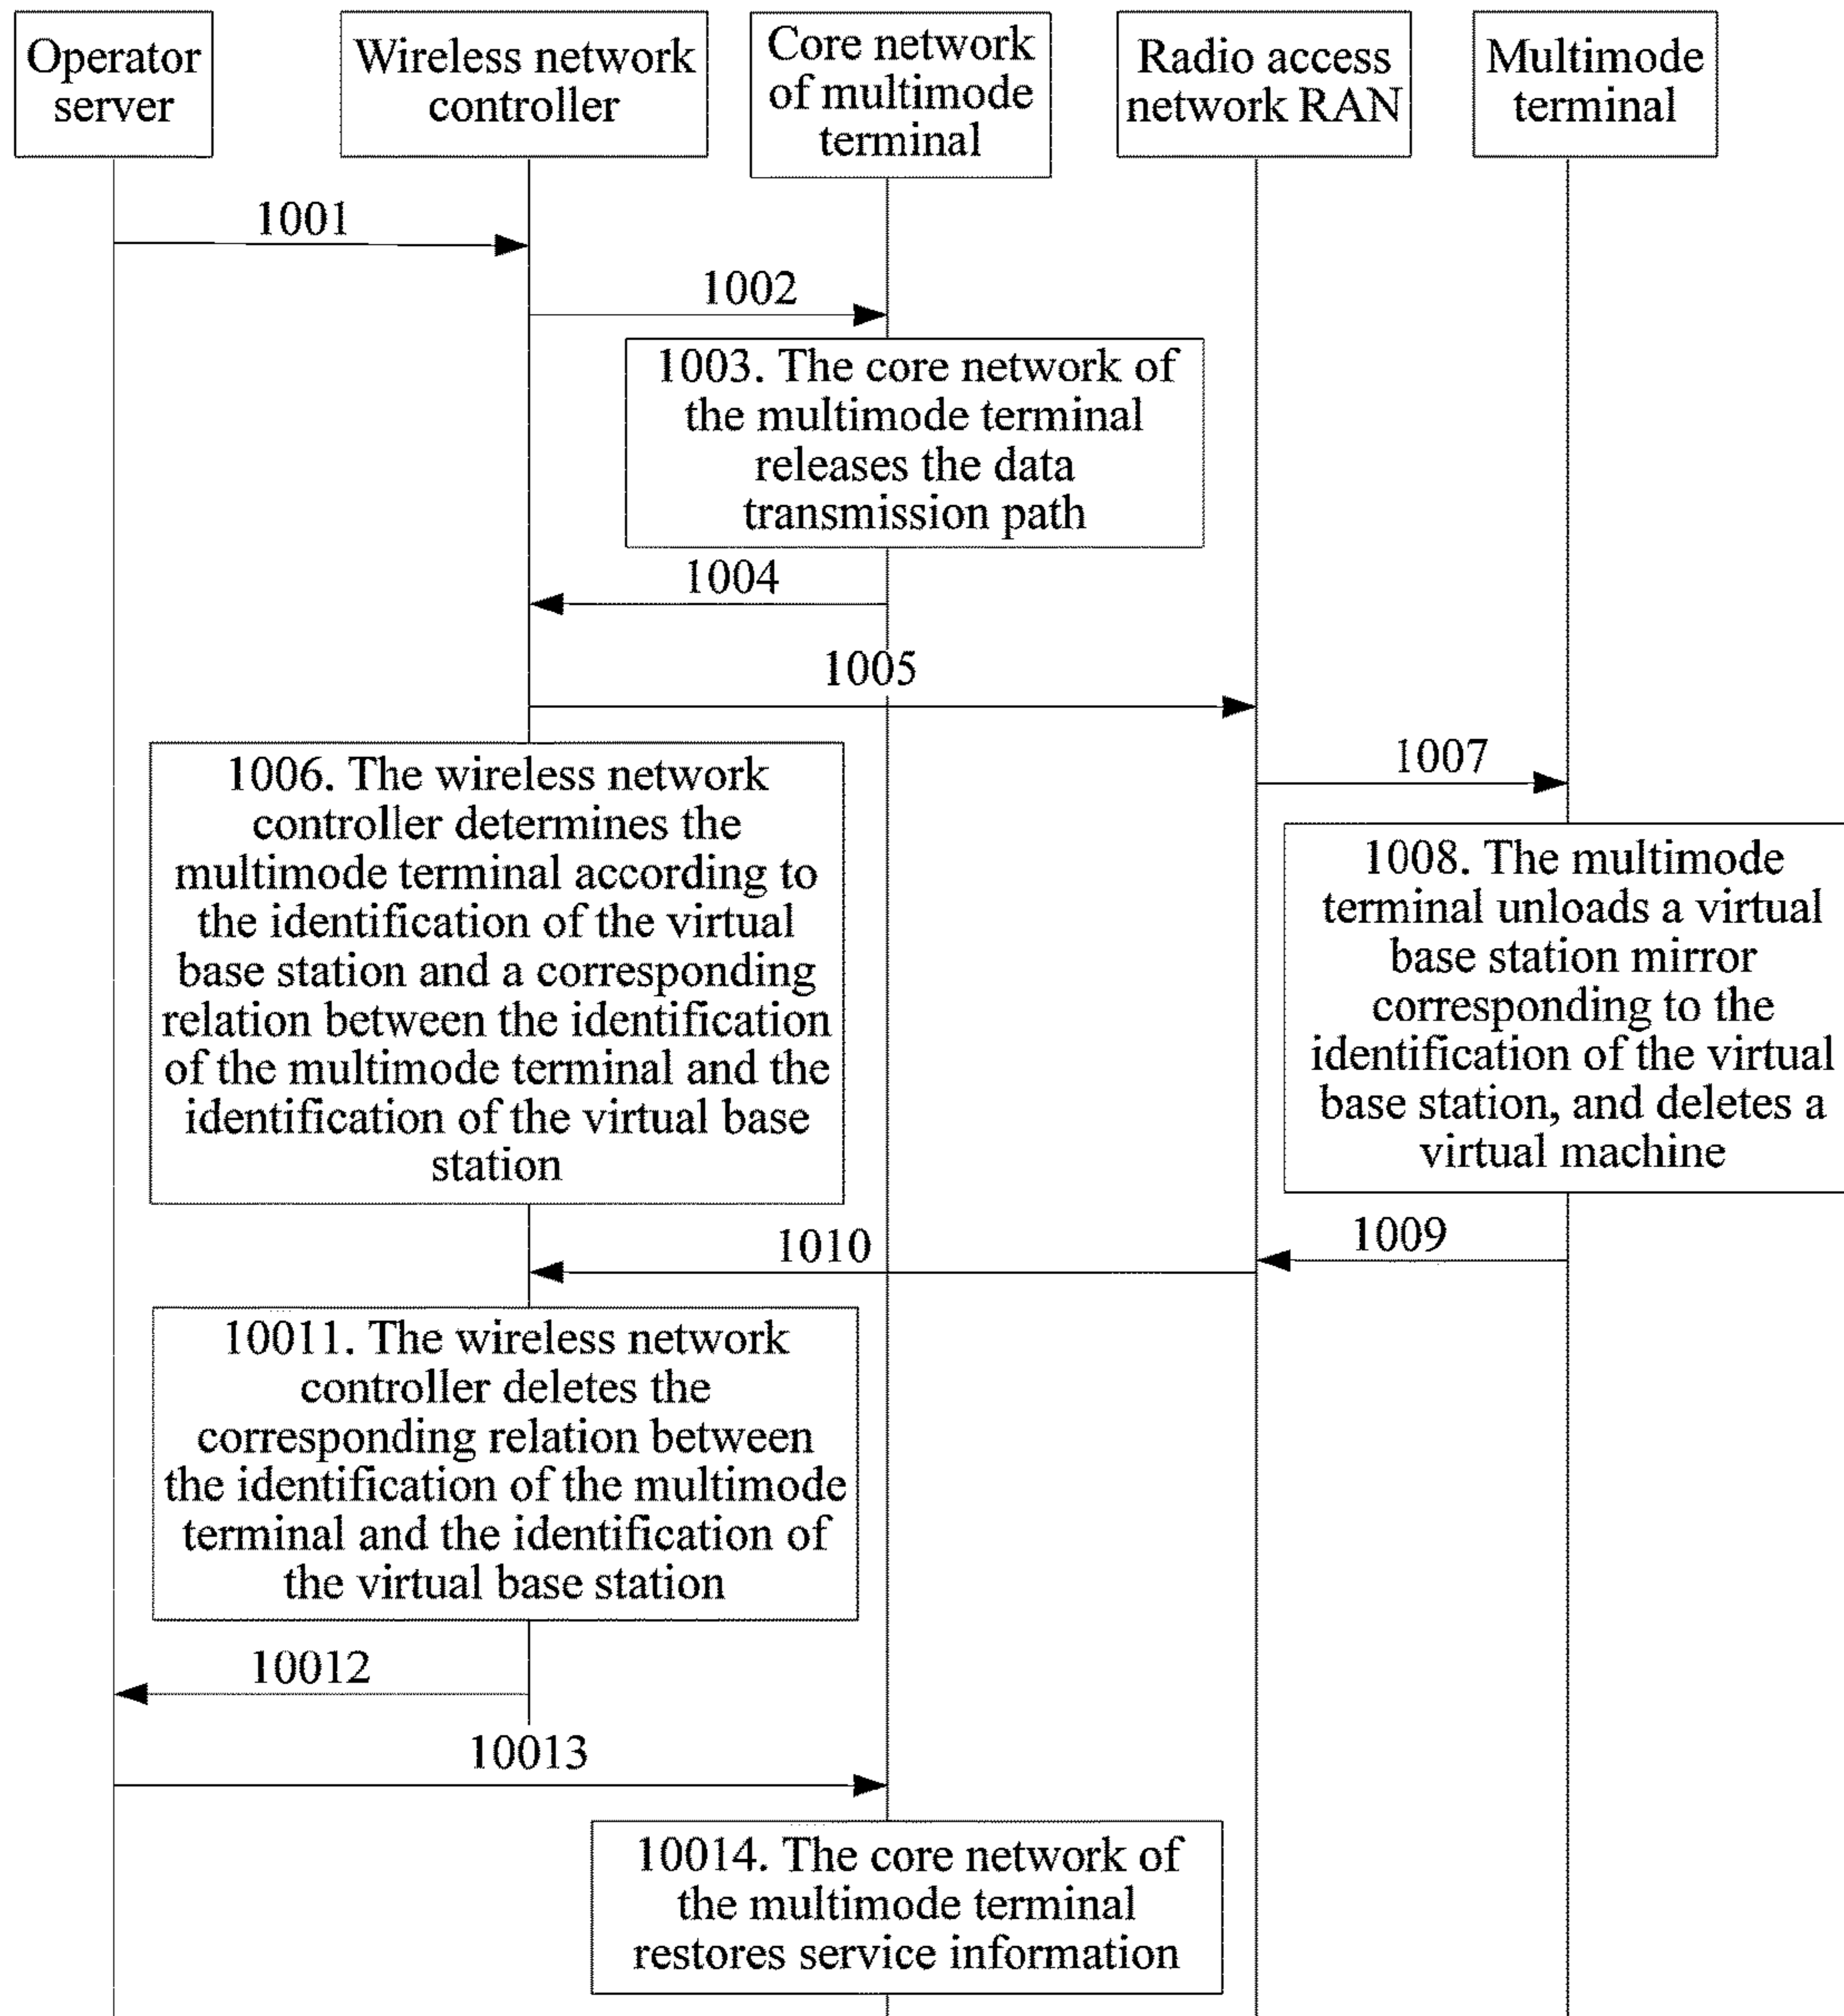 Operator
server
Wireless network
controller
Core network
of multimode
terminal
Radio access
network RAN
Multimode
terminal
1001
1002
1003. The core network of
the multimode terminal
releases the data
transmission path
1004
1005
1006. The wireless network
controller determines the
multimode terminal according to
the identification of the virtual
base station and a corresponding
relation between the identification
of the multimode terminal and the
identification of the virtual base
station
1007
1008. The multimode
terminal unloads a virtual
base station mirror
corresponding to the
identification of the virtual
base station, and deletes a
virtual machine
1009
1010
10011. The wireless network
controller deletes the
corresponding relation between
the identification of the multimode
terminal and the identification of
the virtual base station
10012
10013
10014. The core network of
the multimode terminal
restores service information